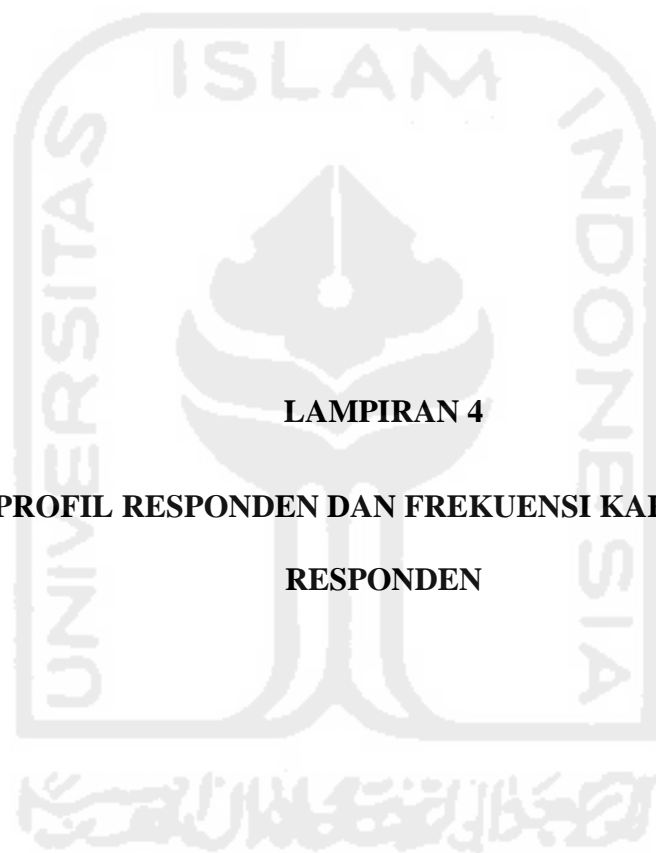 UNIVERSITAS
ISLAM
INDONESIA
LAMPIRAN 4
PROFIL RESPONDEN DAN FREKUENSI
RESPONDEN